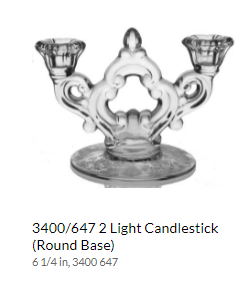 3400/647 2 Light Candlestick
(Round Base)
6 1/4 in, 3400 647